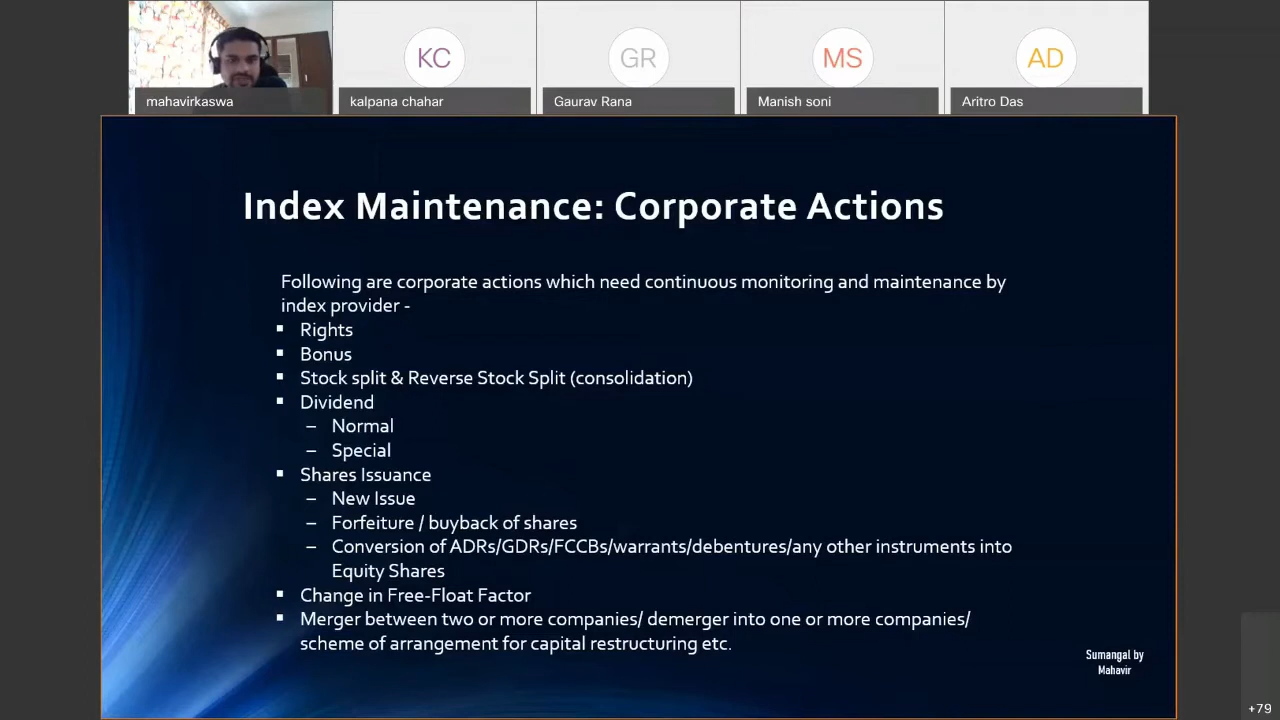 KC
GR
MS
AD
mahavirkaswa
kalpana chahar
Gaurav Rana
Manish soni
Aritro Das
Index Maintenance: Corporate Actions
Following are corporate actions which need continuous monitoring and maintenance by
index provider -
▪ Rights
▪ Bonus
▪ Stock split & Reverse Stock Split (consolidation)
▪ Dividend
– Normal
– Special
▪ Shares Issuance
– New Issue
– Forfeiture / buyback of shares
– Conversion of ADRs/GDRs/FCCBs/warrants/debentures/any other instruments into
Equity Shares
▪ Change in Free-Float Factor
▪ Merger between two or more companies/ demerger into one or more companies/
scheme of arrangement for capital restructuring etc.
Sumangal by
Mahavir
+79